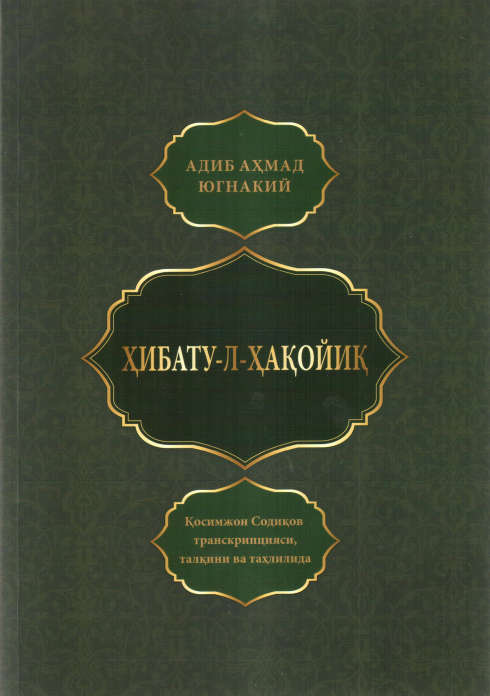 АДИБ АҲМАД
ЮГНАКИЙ
ҲИБАТУ-Л-ҲАҚОЙИҚ
Қосимжон Содиқов
транскрипцияси,
талқини ва таҳлилида